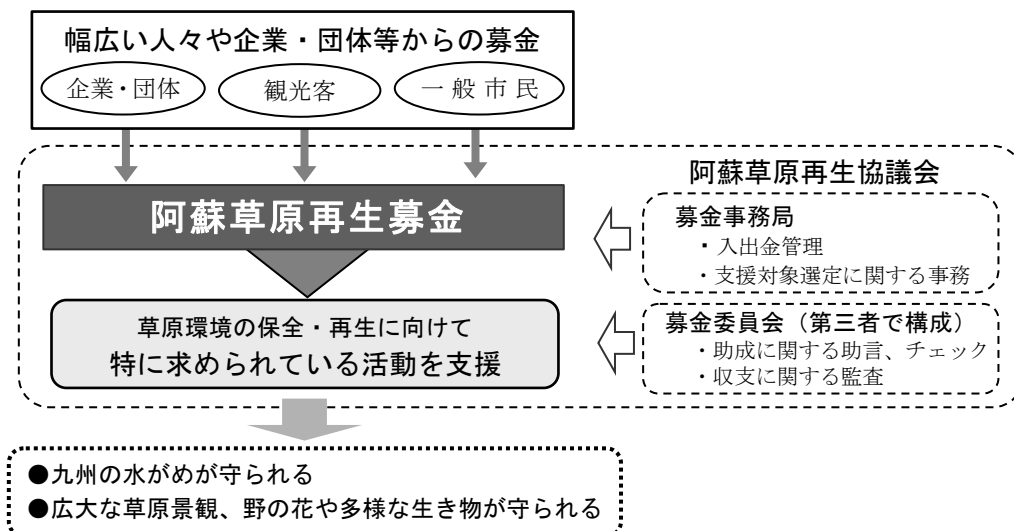 幅広い人々や企業・団体等からの募金
企業・団体
観光客
一般市民
阿蘇草原再生協議会
阿蘇草原再生募金
募金事務局
・入出金管理
・支援対象選定に関する事務
草原環境の保全・再生に向けて
特に求められている活動を支援
募金委員会（第三者で構成）
・助成に関する助言、チェック
・収支に関する監査
●九州の水がめが守られる
●広大な草原景観、野の花や多様な生き物が守られる